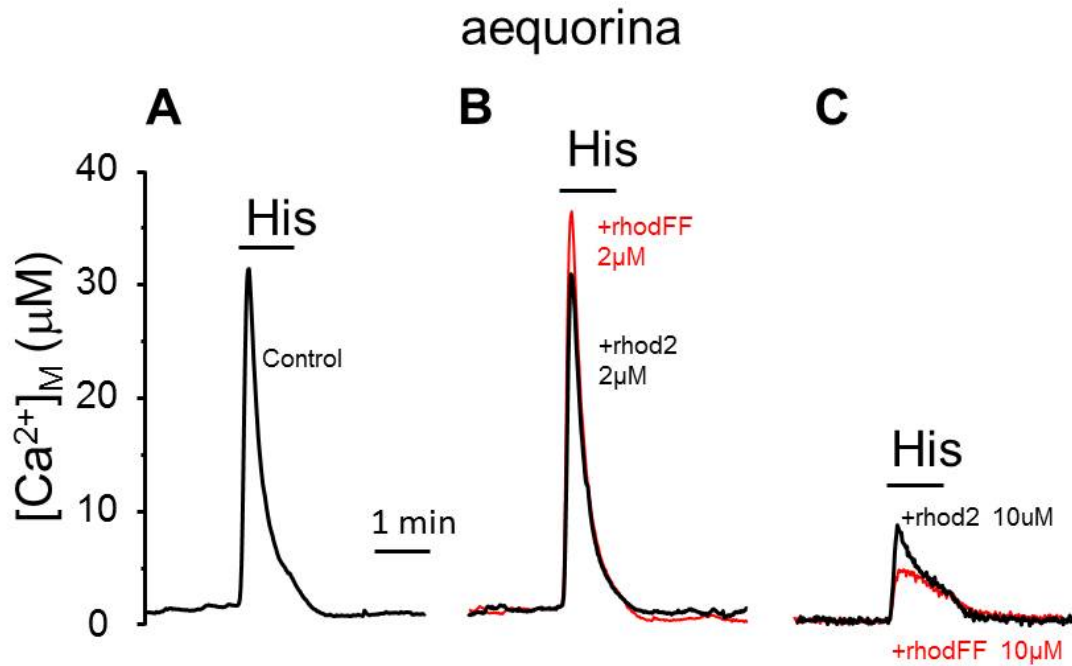 aequorina
A
B
C
His
His
His
40
30
20
10
0
[Ca²⁺]M (μM)
Control
1 min
+rhodFF
2µM
+rhod2
2µM
+rhod2 10uM
+rhodFF 10µM